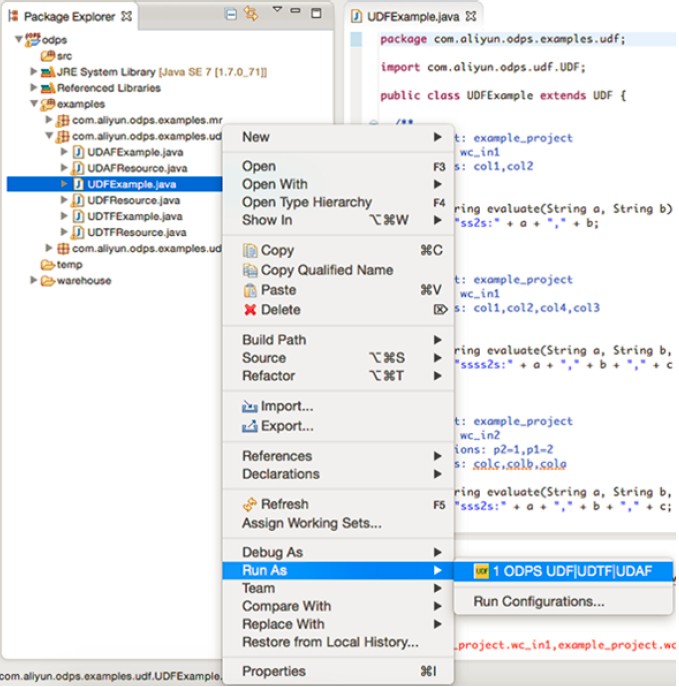 Package Explorer
odps
src
JRE System Library [Java SE 7 [1.7.0_71]]
Referenced Libraries
examples
com.aliyun.odps.examples.mr
com.aliyun.odps.examples.ud
UDAFExample.java
UDAFResource.java
UDFExample.java
UDFResource.java
UDTFExample.java
UDTFResource.java
com.aliyun.odps.examples.ud
temp
warehouse
New
Open F3
Open With
Open Type Hierarchy F4
Show In ⌥⌘W
Copy ⌘C
Copy Qualified Name
Paste ⌘V
Delete ⌦
Build Path
Source ⌥⌘S
Refactor ⌥⌘T
Import...
Export...
References
Declarations
Refresh F5
Assign Working Sets...
Debug As
Run As
Team
Compare With
Replace With
Restore from Local History...
Properties ⌘I
UDF 1 ODPS UDF|UDTF|UDAF
Run Configurations...
UDFExample.java
package com.aliyun.odps.examples.udf;
import com.aliyun.odps.udf.UDF;
public class UDFExample extends UDF {
/**
t: example_project
wc_in1
s: col1,col2
ring evaluate(String a, String b)
"ss2s:" + a + "," + b;
t: example_project
wc_in1
s: col1,col2,col4,col3
ring evaluate(String a, String b,
"ssss2s:" + a + "," + b + "," + c
t: example_project
wc_in2
ions: p2=1,p1=2
s: colc,colb,cola
ring evaluate(String a, String b,
"sss2s:" + a + "," + b + "," + c;
_project.wc_in1,example_project.wc
com.aliyun.odps.examples.udf.UDFExample.